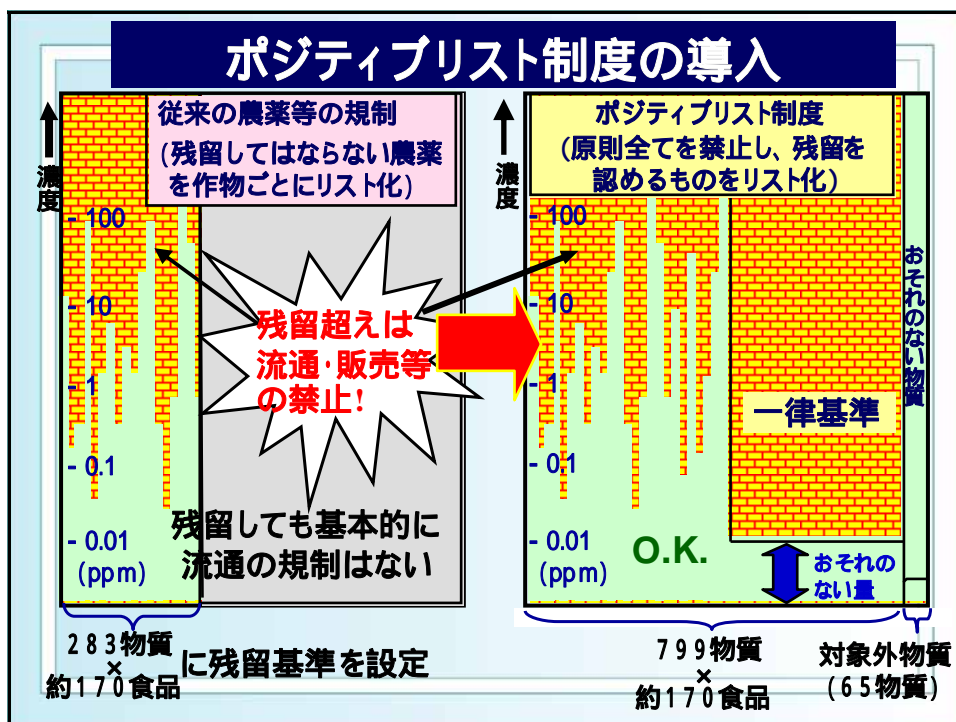 ポジティブリスト制度の導入
従来の農薬等の規制
(残留してはならない農薬
を作物ごとにリスト化)
濃度
- 100
- 10
- 1
- 0.1
- 0.01
(ppm)
残留超えは
流通・販売等
の禁止!
残留しても基本的に
流通の規制はない
283物質
×
約170食品
に残留基準を設定
ポジティブリスト制度
(原則全てを禁止し、残留を
認めるものをリスト化)
濃度
- 100
- 10
- 1
- 0.1
- 0.01
(ppm)
O.K.
一律基準
おそれの
ない量
おそれのない物質
799物質
×
約170食品
対象外物質
(65物質)